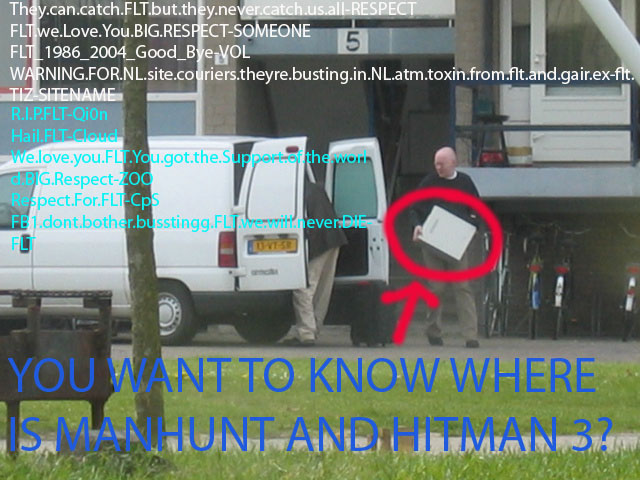 They.can.catch.FLT.but.they.never.catch.us.all-RESPECT
FLT.we.Love.You.BIG.RESPECT-SOMEONE
FLT_1986_2004_Good_Bye-VOL
WARNING.FOR.NL.site.couriers.theyre.busting.in.NL.atm.toxin.from.flt.and.gair.ex-flt.
TIZ-SITENAME
R.I.P.FLT-Qi0n
Hail.FLT-Cloud
We.love.you.FLT.You.got.the.Support.of.the.worl
d.BIG.Respect-ZOO
Respect.For.FLT-CpS
FB1.dont.bother.busstingg.FLT.we.will.never.DIE
FLT
5
13-VT-SR
YOU WANT TO KNOW WHERE
IS MANHUNT AND HITMAN 3?